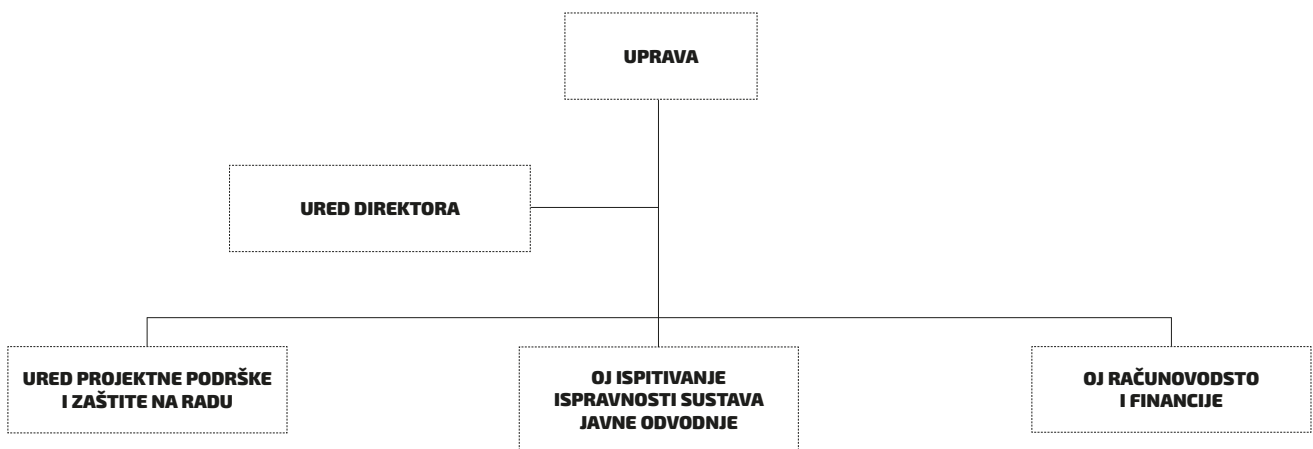 UPRAVA
URED DIREKTORA
URED PROJEKTNE PODRŠKE
I ZAŠTITE NA RADU
OJ ISPITIVANJE
ISPRAVNOSTI SUSTAVA
JAVNE ODVODNJE
OJ RAČUNOVODSTO
I FINANCIJE